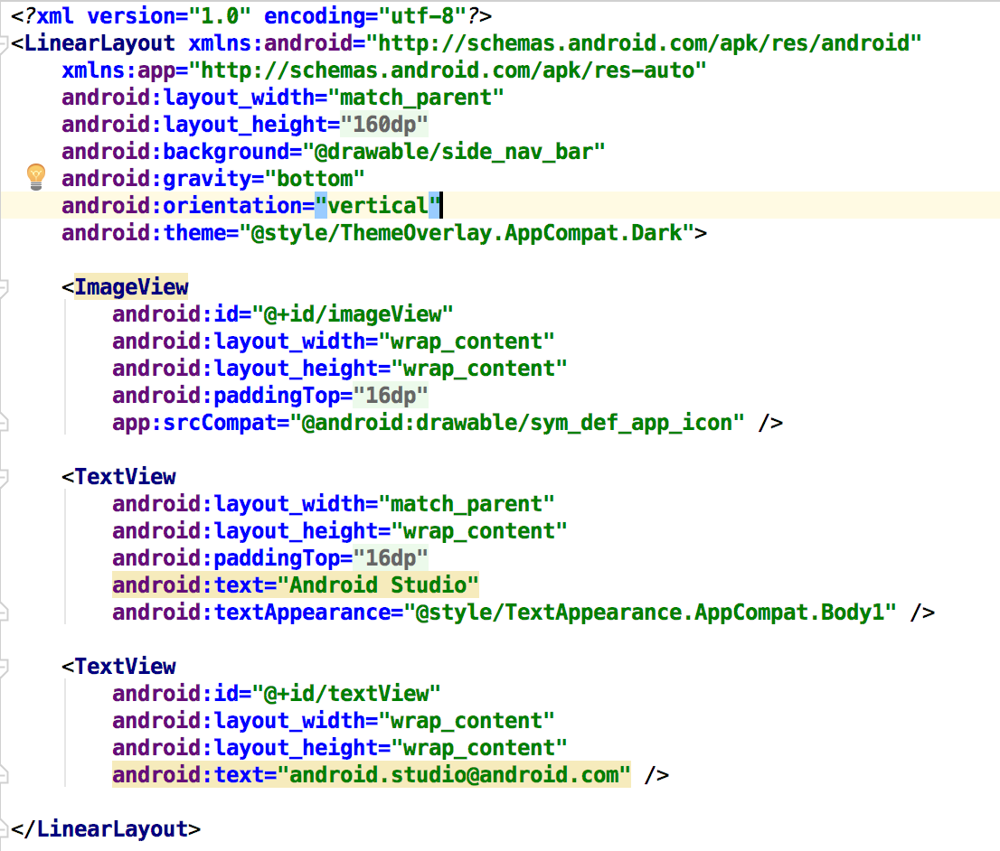 <?xml version="1.0" encoding="utf-8"?>
<LinearLayout xmlns:android="http://schemas.android.com/apk/res/android"
    xmlns:app="http://schemas.android.com/apk/res-auto"
    android:layout_width="match_parent"
    android:layout_height="160dp"
    android:background="@drawable/side_nav_bar"
    android:gravity="bottom"
    android:orientation="vertical"
    android:theme="@style/ThemeOverlay.AppCompat.Dark">

    <ImageView
        android:id="@+id/imageView"
        android:layout_width="wrap_content"
        android:layout_height="wrap_content"
        android:paddingTop="16dp"
        app:srcCompat="@android:drawable/sym_def_app_icon" />

    <TextView
        android:layout_width="match_parent"
        android:layout_height="wrap_content"
        android:paddingTop="16dp"
        android:text="Android Studio"
        android:textAppearance="@style/TextAppearance.AppCompat.Body1" />

    <TextView
        android:id="@+id/textView"
        android:layout_width="wrap_content"
        android:layout_height="wrap_content"
        android:text="android.studio@android.com" />

</LinearLayout>